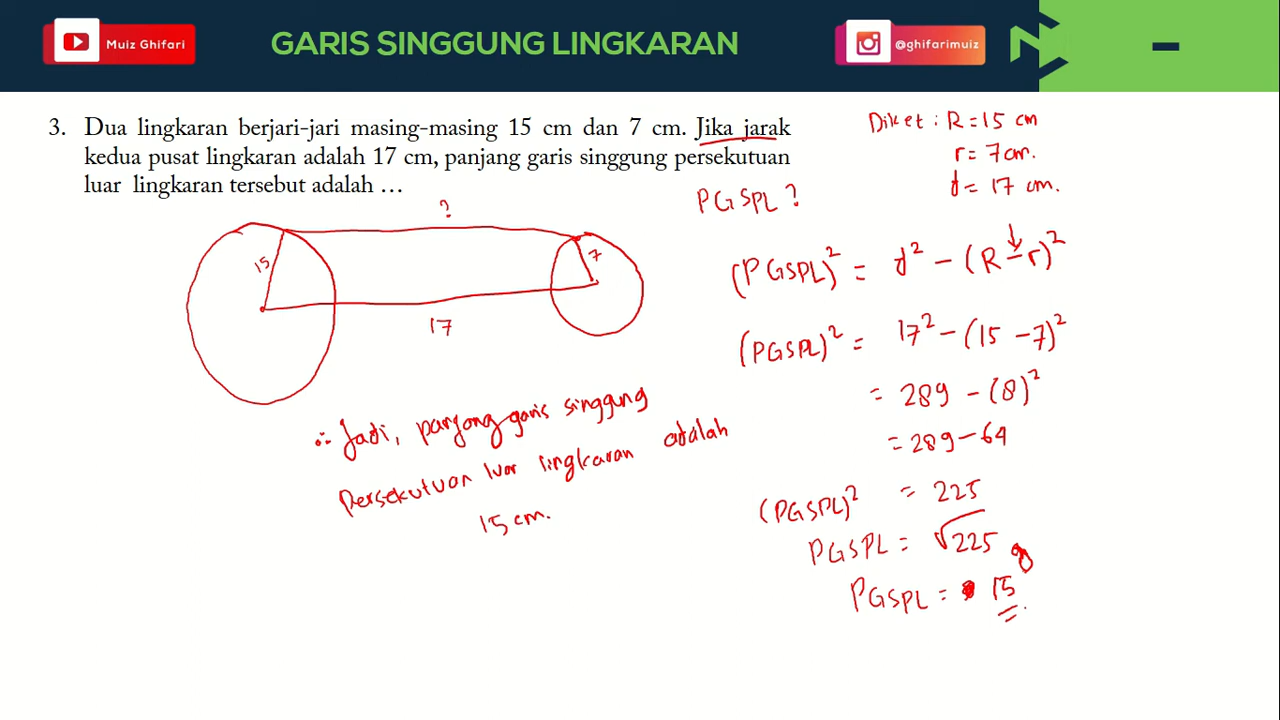 Muiz Ghifari
GARIS SINGGUNG LINGKARAN
@ghifarimuiz
3. Dua lingkaran berjari-jari masing-masing 15 cm dan 7 cm. Jika jarak
kedua pusat lingkaran adalah 17 cm, panjang garis singgung persekutuan
luar lingkaran tersebut adalah …
Diket : R = 15 cm
r = 7 cm.
d = 17 cm.
PGSPL ?
?
15
7
17
(PGSPL)² = d² - (R - r)²
(PGSPL)² = 17² - (15 - 7)²
= 289 - (8)²
= 289 - 64
(PGSPL)² = 225
PGSPL = √225
PGSPL = 15
∴ Jadi, panjang garis singgung
Persekutuan luar lingkaran adalah
15 cm.